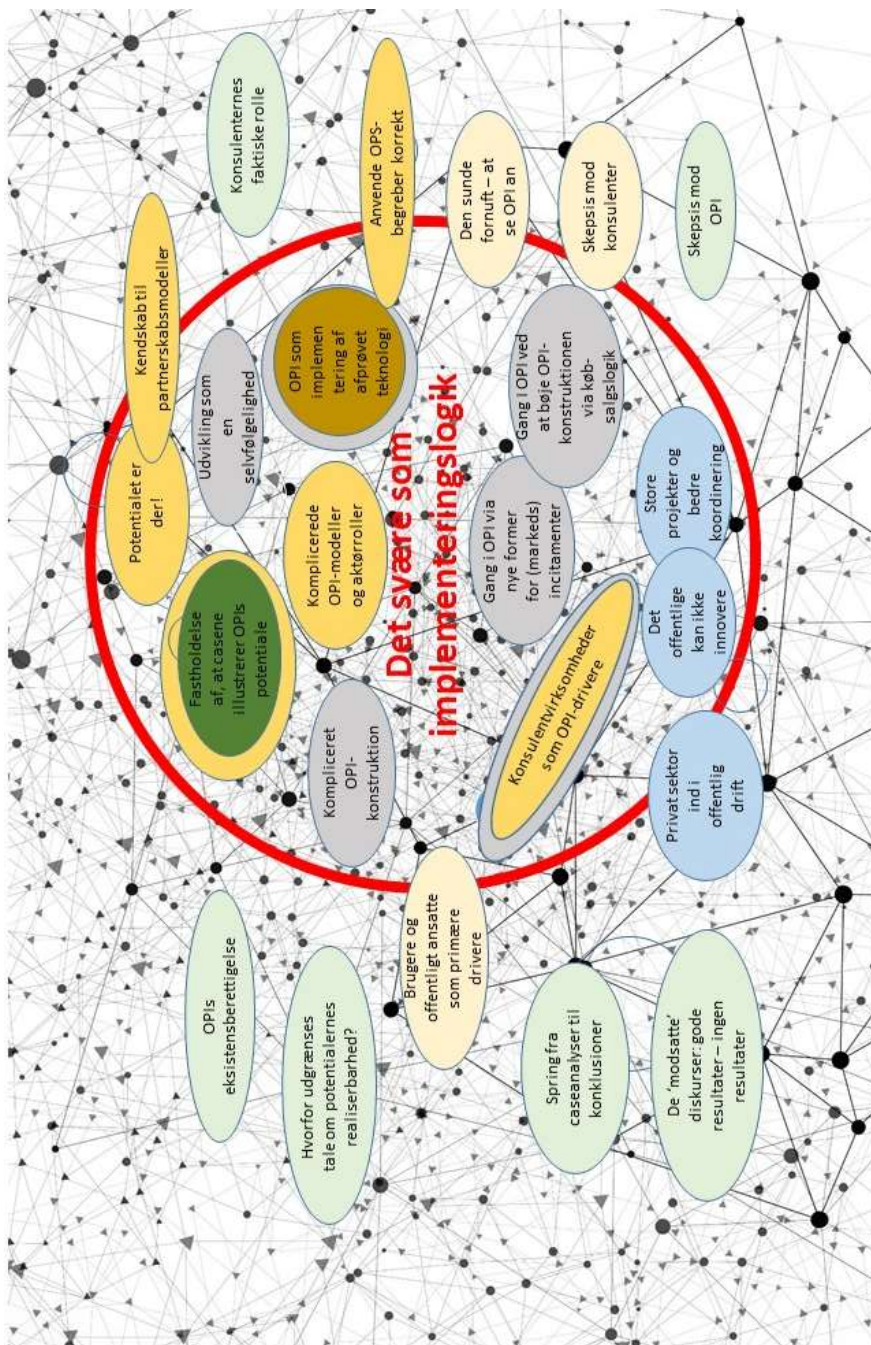 Potentialet er
der!
Kendskab til
partnerskabsmodeller
OPIs
eksistensberettigelse
Fastholdelse
af, at casene
illustrerer OPIs
potentiale
Udvikling som
en
selvfølgelighed
Konsulenternes
faktiske rolle
Hvorfor udgrænses
tale om potentialernes
realiserbarhed?
Kompliceret
OPI-
konstruktion
Komplicerede
OPI-modeller
og aktørroller
OPI som
implemen
tering af
afprøvet
teknologi
Anvende OPS-
begreber korrekt
Det svære som
implementeringslogik
Brugere og
offentligt ansatte
som primære
drivere
Gang i OPI via
nye former
for (markeds)
incitamenter
Gang i OPI ved
at bøje OPI-
konstruktionen
via køb-
salgslogik
Den sunde
fornuft – at
se OPI an
Spring fra
caseanalyser til
konklusioner
Konsulentvirksomheder
som OPI-drivere
Skepsis mod
konsulenter
De ‘modsatte’
diskurser: gode
resultater – ingen
resultater
Privat sektor
ind i
offentlig
drift
Det
offentlige
kan ikke
innovere
Store
projekter og
bedre
koordinering
Skepsis mod
OPI